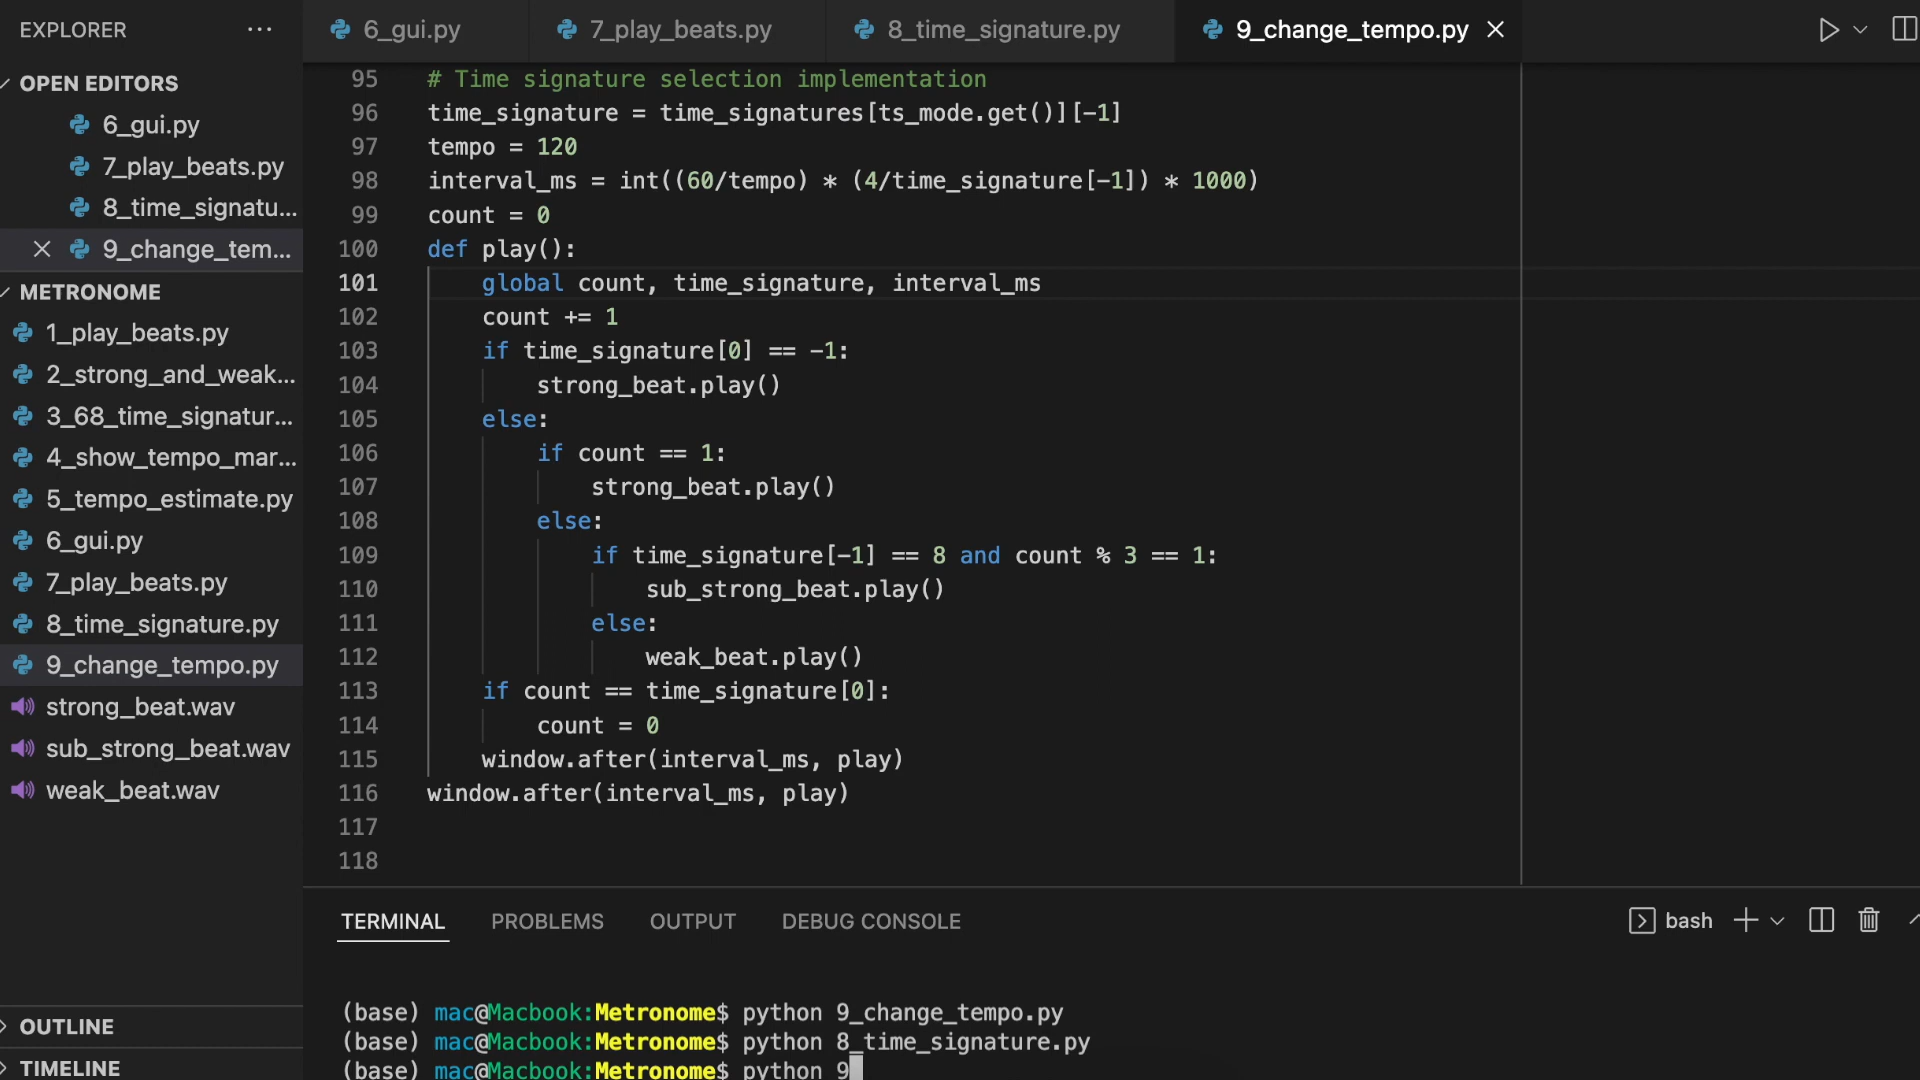 EXPLORER ...
6_gui.py 7_play_beats.py 8_time_signature.py 9_change_tempo.py
OPEN EDITORS
6_gui.py
7_play_beats.py
8_time_signatu...
9_change_tem...
METRONOME
1_play_beats.py
2_strong_and_weak...
3_68_time_signatur...
4_show_tempo_mar...
5_tempo_estimate.py
6_gui.py
7_play_beats.py
8_time_signature.py
9_change_tempo.py
strong_beat.wav
sub_strong_beat.wav
weak_beat.wav
OUTLINE
TIMELINE
95 # Time signature selection implementation
96 time_signature = time_signatures[ts_mode.get()][-1]
97 tempo = 120
98 interval_ms = int((60/tempo) * (4/time_signature[-1]) * 1000)
99 count = 0
100 def play():
101 global count, time_signature, interval_ms
102 count += 1
103 if time_signature[0] == -1:
104 strong_beat.play()
105 else:
106 if count == 1:
107 strong_beat.play()
108 else:
109 if time_signature[-1] == 8 and count % 3 == 1:
110 sub_strong_beat.play()
111 else:
112 weak_beat.play()
113 if count == time_signature[0]:
114 count = 0
115 window.after(interval_ms, play)
116 window.after(interval_ms, play)
117
118
TERMINAL PROBLEMS OUTPUT DEBUG CONSOLE bash
(base) mac@Macbook:Metronome$ python 9_change_tempo.py
(base) mac@Macbook:Metronome$ python 8_time_signature.py
(base) mac@Macbook:Metronome$ python 9